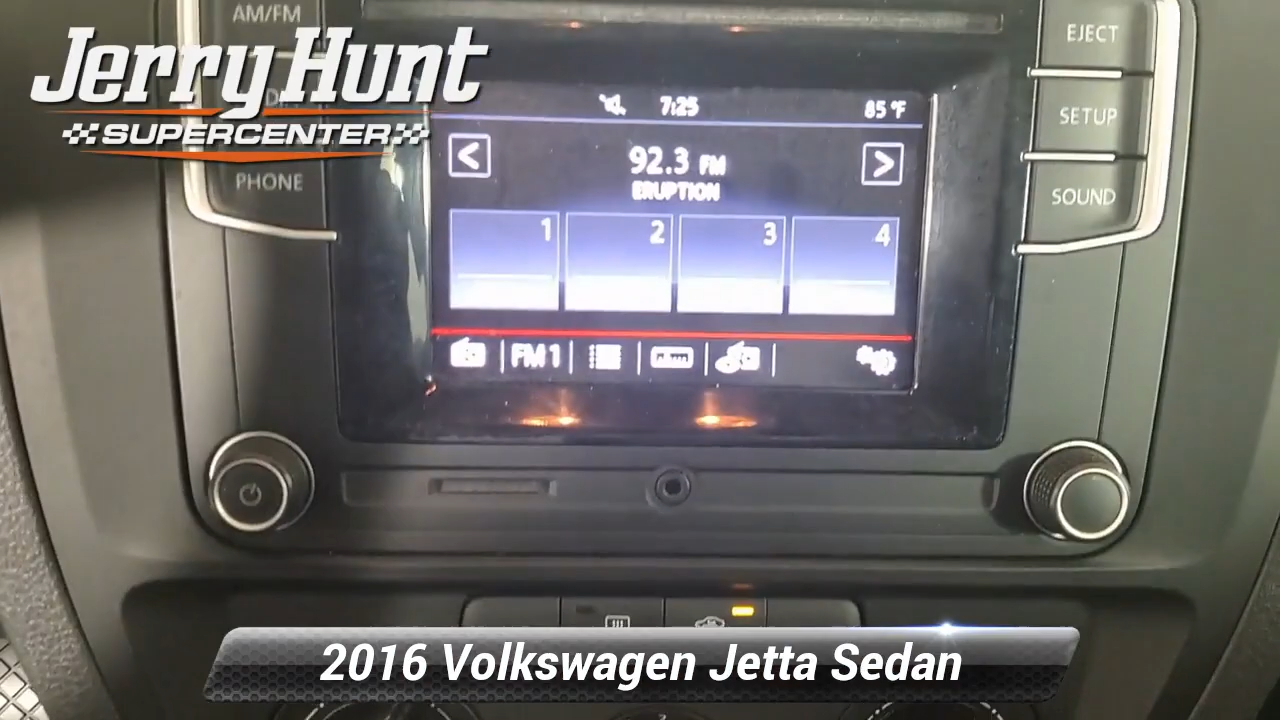 AM/FM
EJECT
Jerry Hunt
SUPERCENTER
PHONE
SETUP
SOUND
7:25
85 °F
<
92.3 FM
>
ERUPTION
1
2
3
4
FM 1
2016 Volkswagen Jetta Sedan